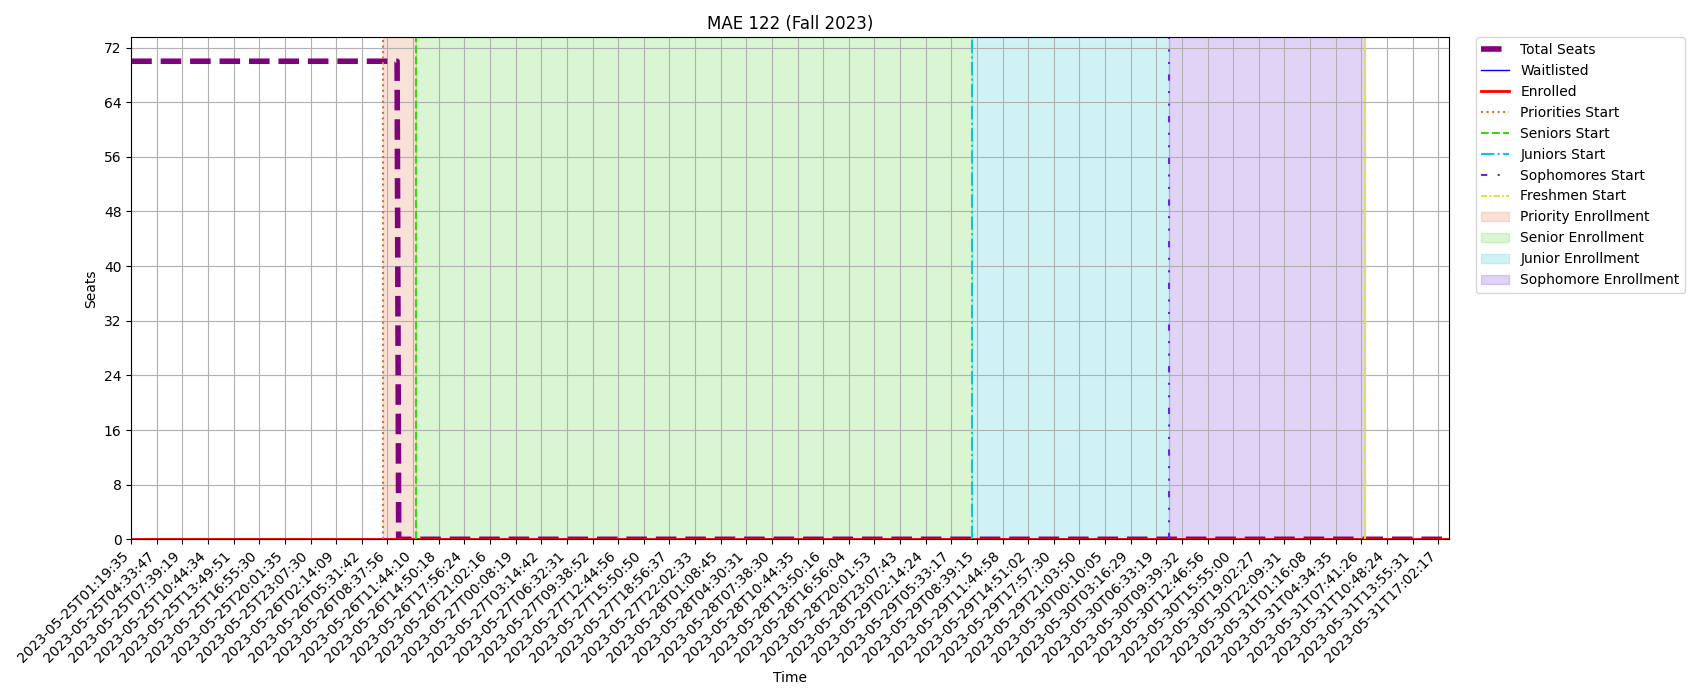 MAE 122 (Fall 2023)
72
64
56
48
40
32
24
16
8
0
Seats
2023-05-25T01:19:35
2023-05-25T04:33:47
2023-05-25T07:39:19
2023-05-25T10:44:34
2023-05-25T13:49:51
2023-05-25T16:55:30
2023-05-25T20:01:35
2023-05-25T23:07:30
2023-05-26T02:14:09
2023-05-26T05:31:42
2023-05-26T08:37:56
2023-05-26T11:44:10
2023-05-26T14:50:18
2023-05-26T17:56:24
2023-05-26T21:02:16
2023-05-27T00:08:19
2023-05-27T03:14:42
2023-05-27T06:32:31
2023-05-27T09:38:52
2023-05-27T12:44:56
2023-05-27T15:50:50
2023-05-27T18:56:37
2023-05-27T22:02:33
2023-05-28T01:08:45
2023-05-28T04:30:31
2023-05-28T07:38:30
2023-05-28T10:44:35
2023-05-28T13:50:16
2023-05-28T16:56:04
2023-05-28T20:01:53
2023-05-28T23:07:43
2023-05-29T02:14:24
2023-05-29T05:33:17
2023-05-29T08:39:15
2023-05-29T11:44:58
2023-05-29T14:51:02
2023-05-29T17:57:30
2023-05-29T21:03:50
2023-05-30T00:10:05
2023-05-30T03:16:29
2023-05-30T06:33:19
2023-05-30T09:39:32
2023-05-30T12:46:56
2023-05-30T15:55:00
2023-05-30T19:02:27
2023-05-30T22:09:31
2023-05-31T01:16:08
2023-05-31T04:34:35
2023-05-31T07:41:26
2023-05-31T10:48:24
2023-05-31T13:55:31
2023-05-31T17:02:17
Time
Total Seats
Waitlisted
Enrolled
Priorities Start
Seniors Start
Juniors Start
Sophomores Start
Freshmen Start
Priority Enrollment
Senior Enrollment
Junior Enrollment
Sophomore Enrollment